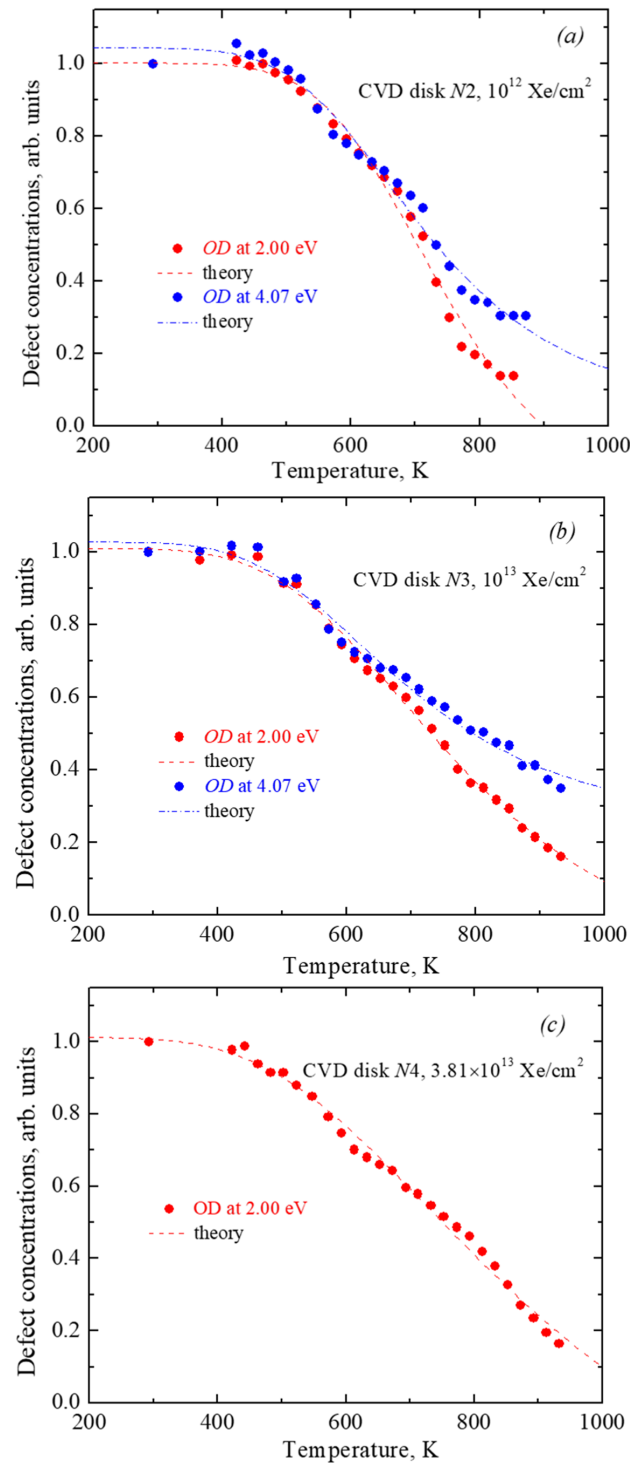 (a)
CVD disk N2, 10¹² Xe/cm²
Defect concentrations, arb. units
1.0
0.8
0.6
0.4
0.2
0.0
OD at 2.00 eV
theory
OD at 4.07 eV
theory
200 400 600 800 1000
Temperature, K
(b)
CVD disk N3, 10¹³ Xe/cm²
Defect concentrations, arb. units
1.0
0.8
0.6
0.4
0.2
0.0
OD at 2.00 eV
theory
OD at 4.07 eV
theory
200 400 600 800 1000
Temperature, K
(c)
CVD disk N4, 3.81×10¹³ Xe/cm²
Defect concentrations, arb. units
1.0
0.8
0.6
0.4
0.2
0.0
OD at 2.00 eV
theory
200 400 600 800 1000
Temperature, K